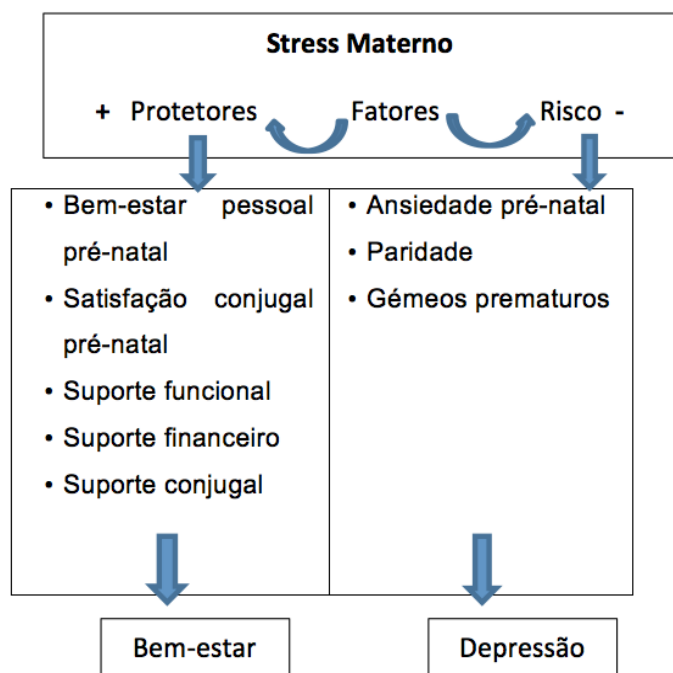 Stress Materno
+ Protetores Fatores Risco -
• Bem-estar pessoal
pré-natal
• Satisfação conjugal
pré-natal
• Suporte funcional
• Suporte financeiro
• Suporte conjugal
• Ansiedade pré-natal
• Paridade
• Gémeos prematuros
Bem-estar
Depressão